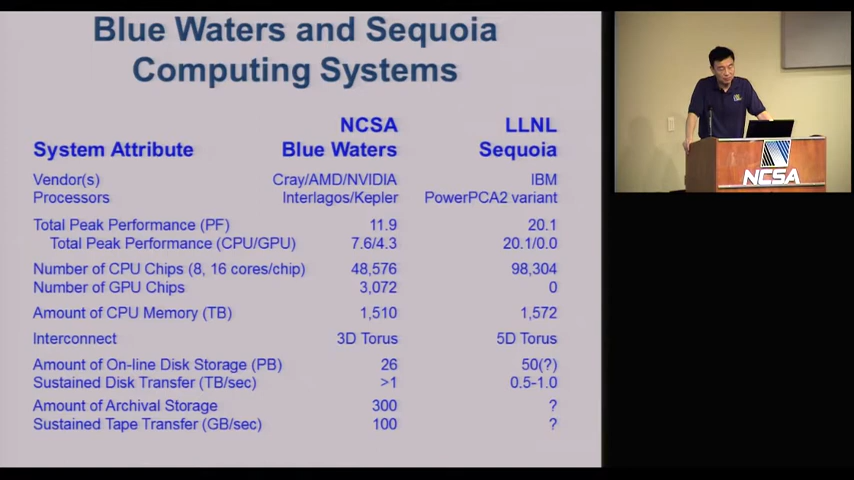 Blue Waters and Sequoia
Computing Systems
NCSA LLNL
System Attribute Blue Waters Sequoia
Vendor(s) Cray/AMD/NVIDIA IBM
Processors Interlagos/Kepler PowerPCA2 variant
Total Peak Performance (PF) 11.9 20.1
Total Peak Performance (CPU/GPU) 7.6/4.3 20.1/0.0
Number of CPU Chips (8, 16 cores/chip) 48,576 98,304
Number of GPU Chips 3,072 0
Amount of CPU Memory (TB) 1,510 1,572
Interconnect 3D Torus 5D Torus
Amount of On-line Disk Storage (PB) 26 50(?)
Sustained Disk Transfer (TB/sec) >1 0.5-1.0
Amount of Archival Storage 300 ?
Sustained Tape Transfer (GB/sec) 100 ?
NCSA